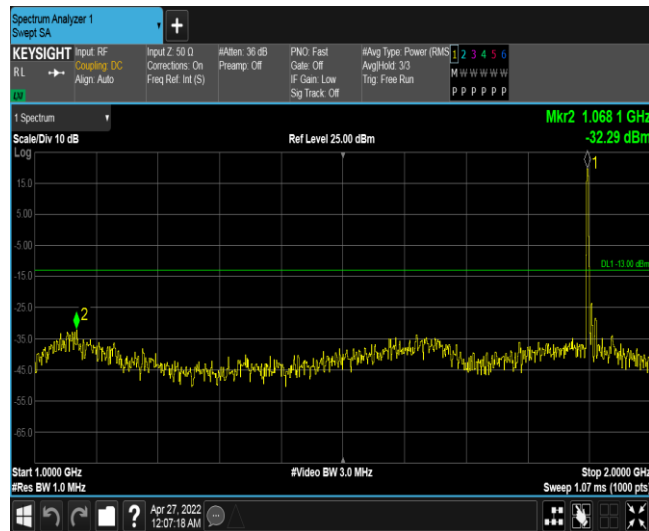 Spectrum Analyzer 1
Swept SA
+
KEYSIGHT
RL
LXI
Input: RF
Coupling: DC
Align: Auto
Input Z: 50 Ω
Corrections: On
Freq Ref: Int (S)
#Atten: 36 dB
Preamp: Off
PNO: Fast
Gate: Off
IF Gain: Low
Sig Track: Off
#Avg Type: Power (RMS
Avg|Hold: 3/3
Trig: Free Run
1 2 3 4 5 6
M W W W W W
P P P P P P
1 Spectrum
Mkr2 1.068 1 GHz
-32.29 dBm
Scale/Div 10 dB
Ref Level 25.00 dBm
Log
1
15.0
5.00
-5.00
DL1 -13.00 dBm
-15.0
-25.0
2
-35.0
-45.0
-55.0
-65.0
Start 1.0000 GHz
#Video BW 3.0 MHz
Stop 2.0000 GHz
#Res BW 1.0 MHz
Sweep 1.07 ms (1000 pts)
?
Apr 27, 2022
12:07:18 AM